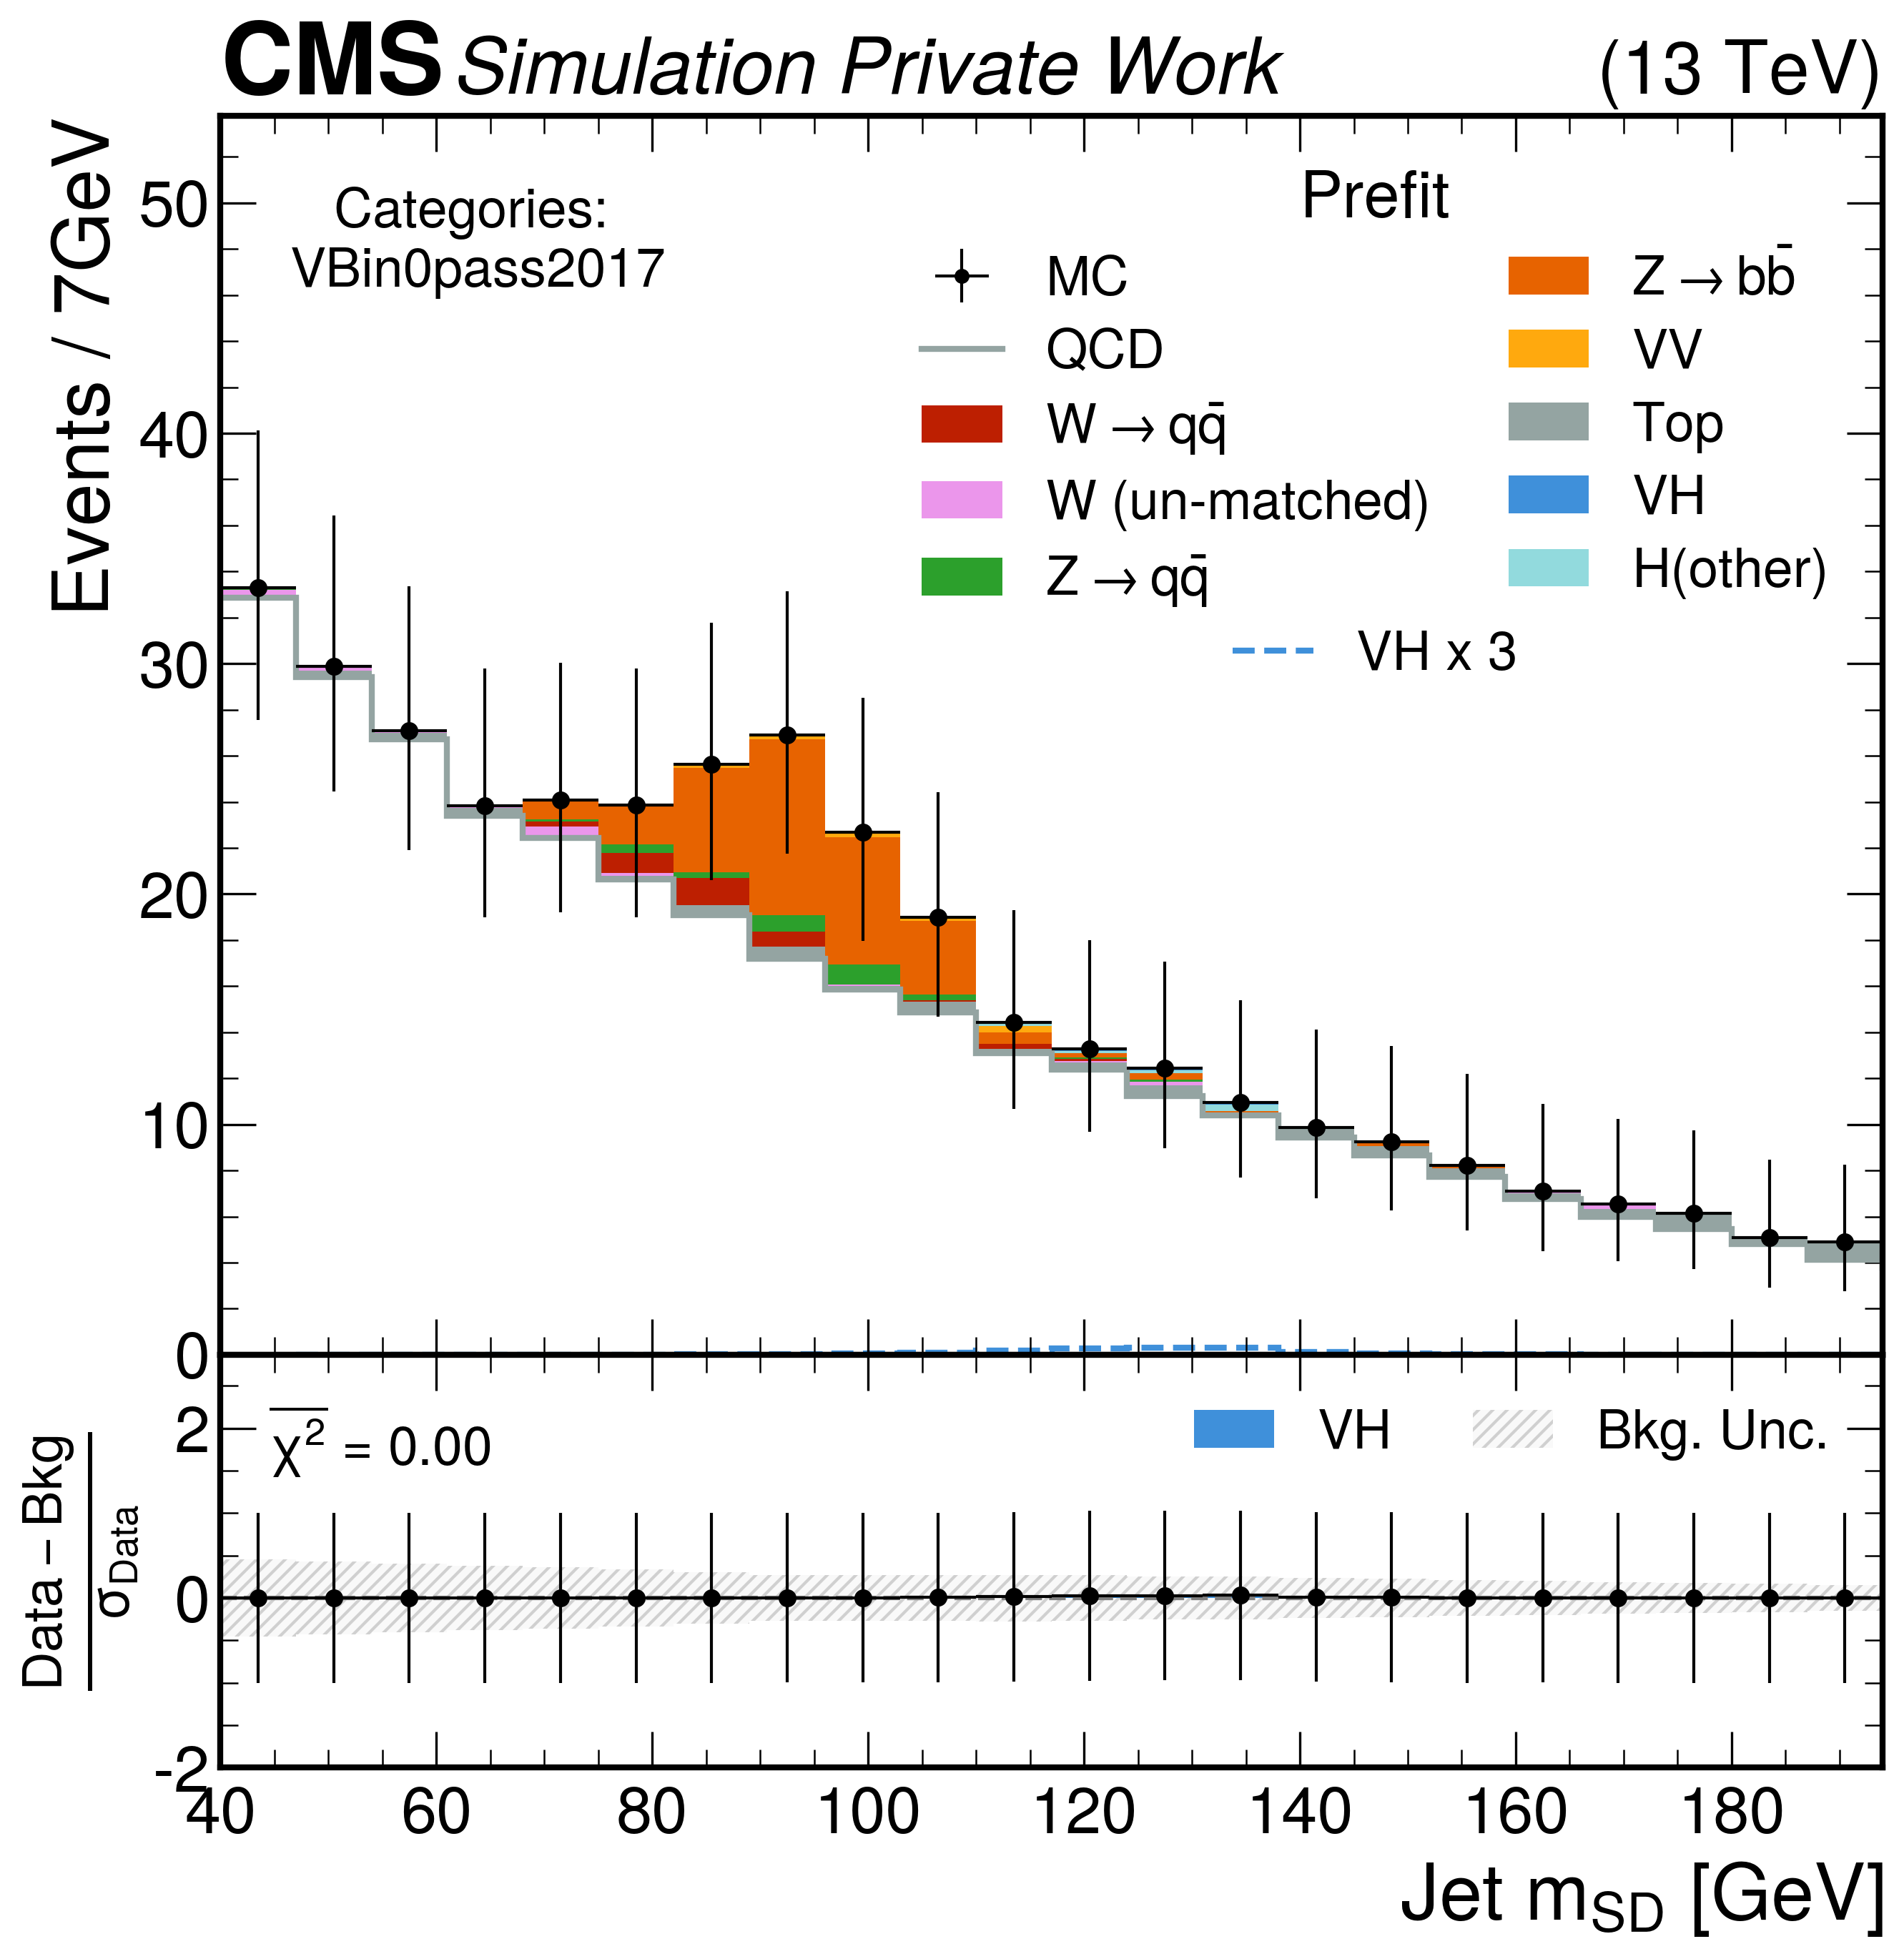 CMS Simulation Private Work (13 TeV)
Events / 7GeV
50
40
30
20
10
0
Categories:
VBin0pass2017
Prefit
MC
QCD
W → qq̄
W (un-matched)
Z → qq̄
Z → bb̄
VV
Top
VH
H(other)
VH x 3
Data − Bkg
σData
2
0
-2
χ² = 0.00
VH
Bkg. Unc.
40 60 80 100 120 140 160 180
Jet mSD [GeV]